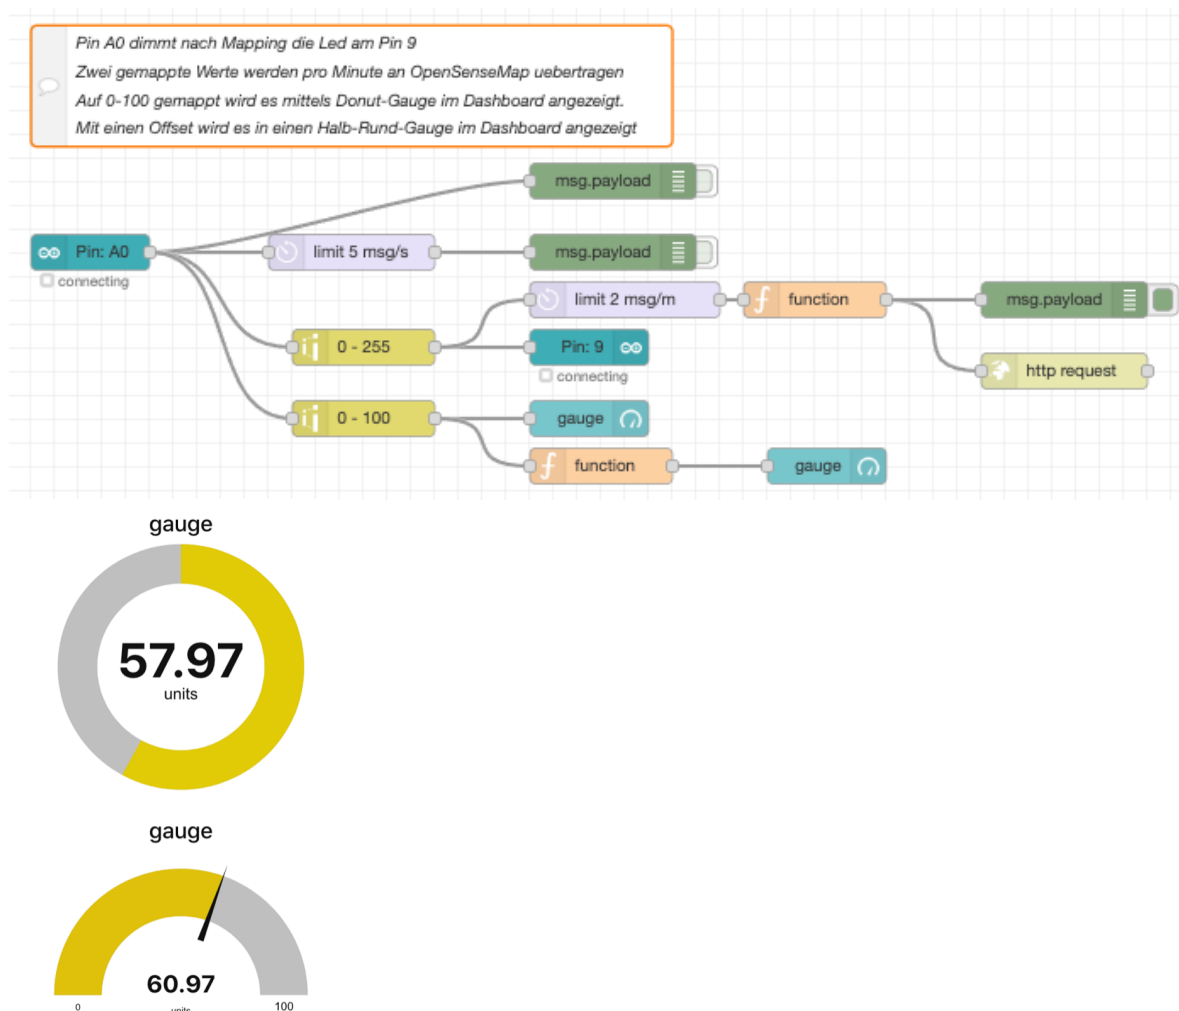 Pin A0 dimmt nach Mapping die Led am Pin 9
Zwei gemappte Werte werden pro Minute an OpenSenseMap uebertragen
Auf 0-100 gemappt wird es mittels Donut-Gauge im Dashboard angezeigt.
Mit einen Offset wird es in einen Halb-Rund-Gauge im Dashboard angezeigt
msg.payload
Pin: A0
limit 5 msg/s
msg.payload
connecting
limit 2 msg/m
function
msg.payload
0 - 255
Pin: 9
connecting
http request
0 - 100
gauge
function
gauge
gauge
57.97
units
gauge
60.97
0
units
100